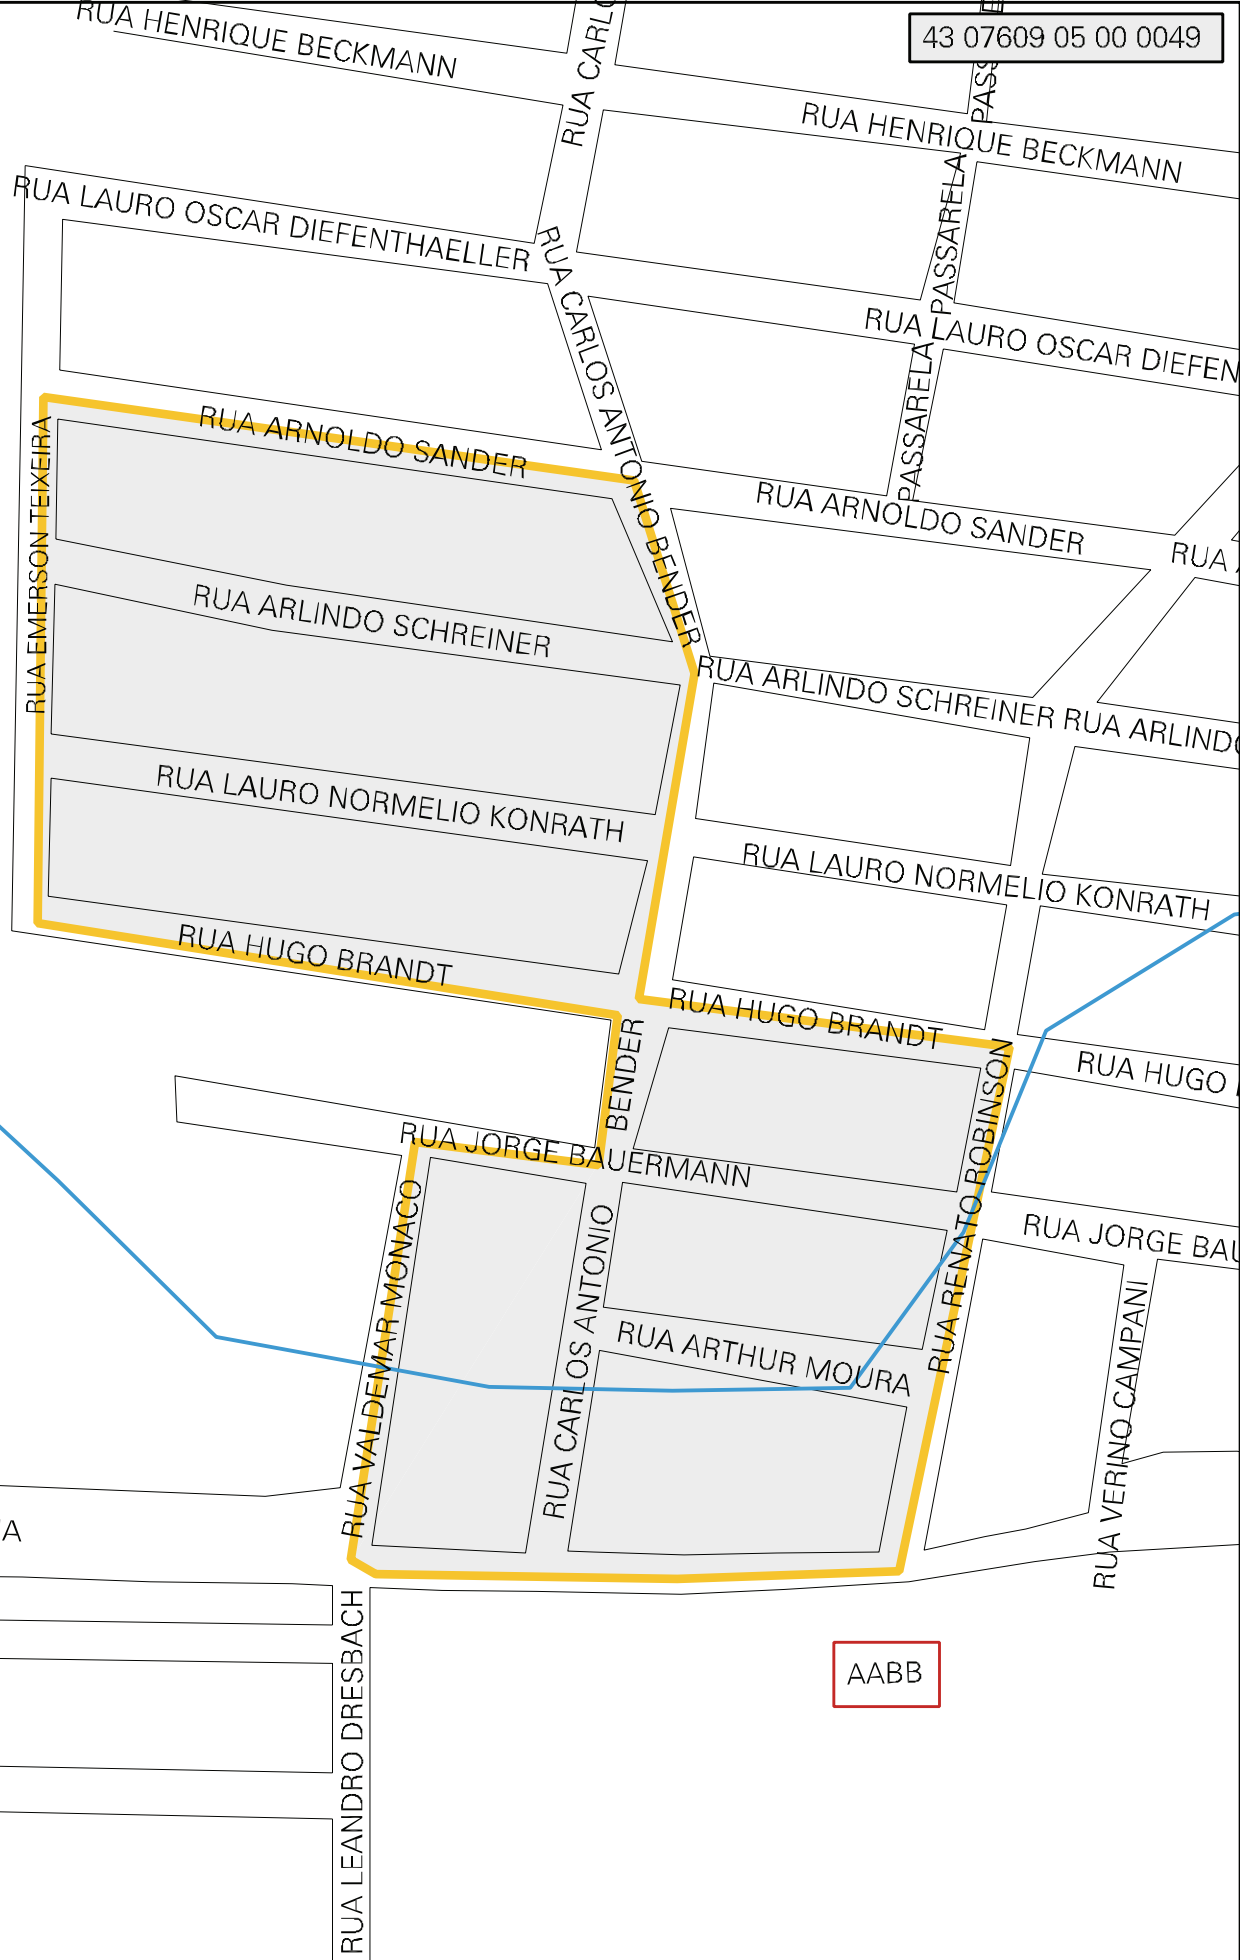 RUA HENRIQUE BECKMANN
RUA CARLO
PASSE
43 07609 05 00 0049
RUA HENRIQUE BECKMANN
RUA LAURO OSCAR DIEFENTHAELLER
PASSARELA
RUA CARLOS ANTONIO BENDER
RUA LAURO OSCAR DIEFEN
PASSARELA
RUA ARNOLDO SANDER
RUA ARNOLDO SANDER
RUA
RUA EMERSON TEIXEIRA
RUA ARLINDO SCHREINER
RUA ARLINDO SCHREINER
RUA ARLINDO
RUA LAURO NORMELIO KONRATH
RUA LAURO NORMELIO KONRATH
RUA HUGO BRANDT
RUA HUGO BRANDT
RUA HUGO
BENDER
RUA JORGE BAUERMANN
RUA RENATO ROBINSON
RUA JORGE BAU
RUA VALDEMAR MONACO
RUA CARLOS ANTONIO
RUA ARTHUR MOURA
RUA VERINO CAMPANI
A
RUA LEANDRO DRESBACH
AABB